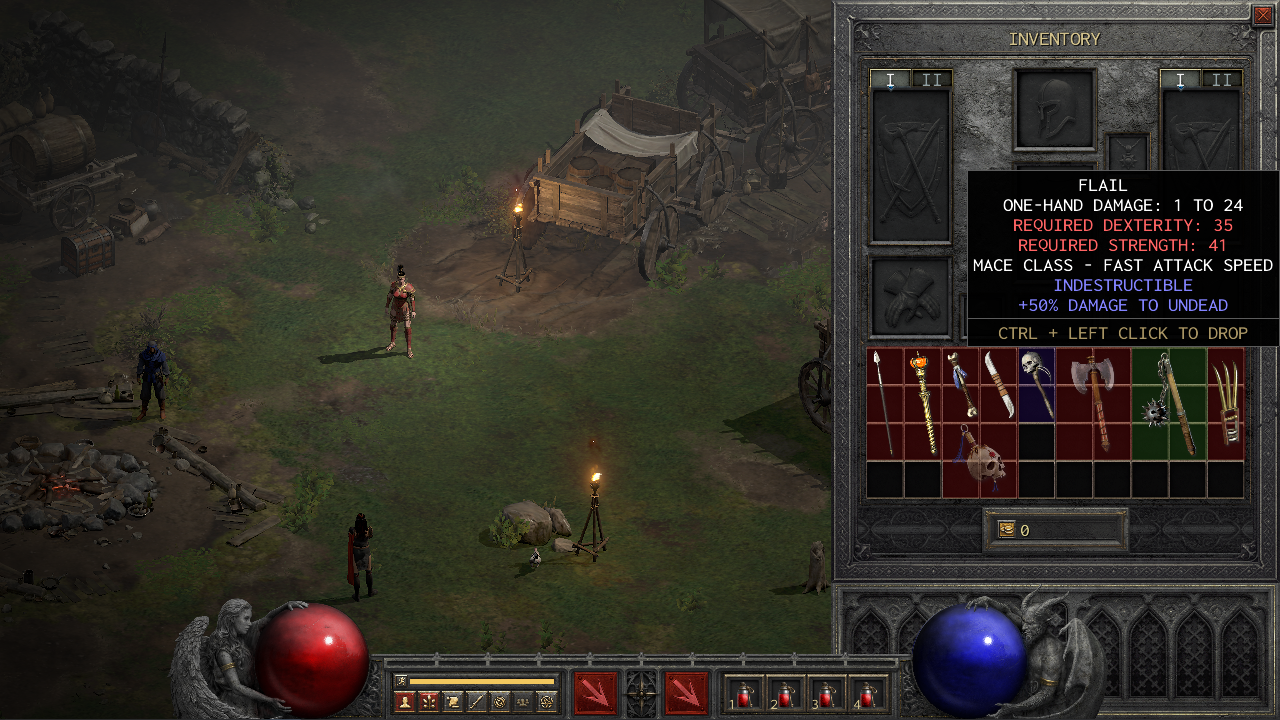 INVENTORY
I II
I II
FLAIL
ONE-HAND DAMAGE: 1 TO 24
REQUIRED DEXTERITY: 35
REQUIRED STRENGTH: 41
MACE CLASS - FAST ATTACK SPEED
INDESTRUCTIBLE
+50% DAMAGE TO UNDEAD
CTRL + LEFT CLICK TO DROP
0
1 2 3 4